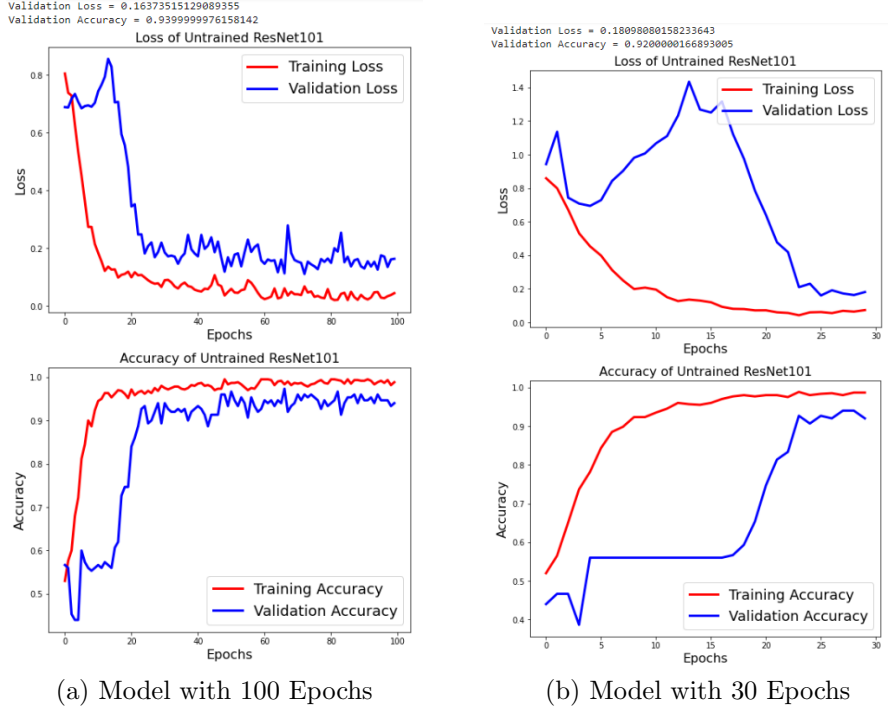 Validation Loss = 0.16373515129089355
Validation Accuracy = 0.9399999976158142
Loss of Untrained ResNet101
Training Loss
Validation Loss
0.8
0.6
0.4
0.2
0.0
Loss
0 20 40 60 80 100
Epochs
Accuracy of Untrained ResNet101
1.0
0.9
0.8
0.7
0.6
0.5
Accuracy
Training Accuracy
Validation Accuracy
0 20 40 60 80 100
Epochs
(a) Model with 100 Epochs
Validation Loss = 0.18098080158233643
Validation Accuracy = 0.9200000166893005
Loss of Untrained ResNet101
Training Loss
Validation Loss
1.4
1.2
1.0
0.8
0.6
0.4
0.2
0.0
Loss
0 5 10 15 20 25 30
Epochs
Accuracy of Untrained ResNet101
1.0
0.9
0.8
0.7
0.6
0.5
0.4
Accuracy
Training Accuracy
Validation Accuracy
0 5 10 15 20 25 30
Epochs
(b) Model with 30 Epochs